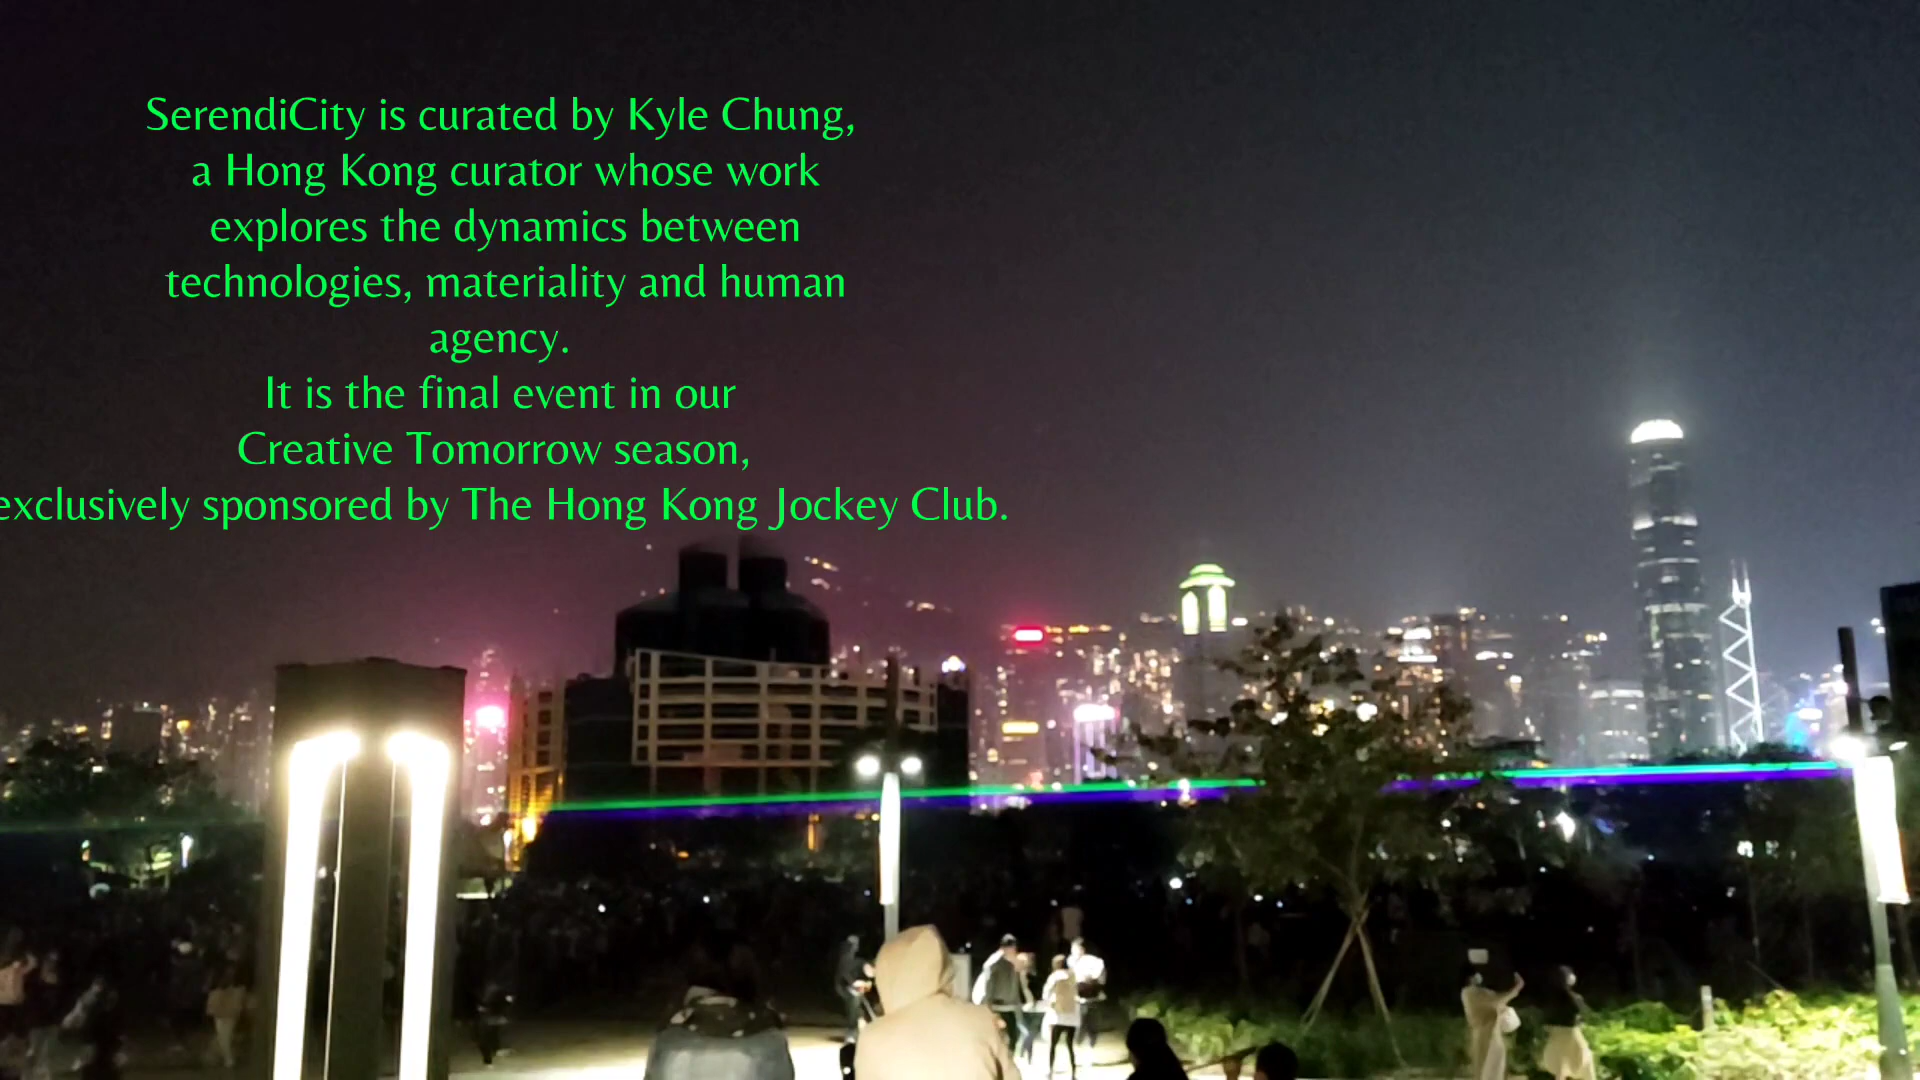 SerendiCity is curated by Kyle Chung,
a Hong Kong curator whose work
explores the dynamics between
technologies, materiality and human
agency.
It is the final event in our
Creative Tomorrow season,
exclusively sponsored by The Hong Kong Jockey Club.